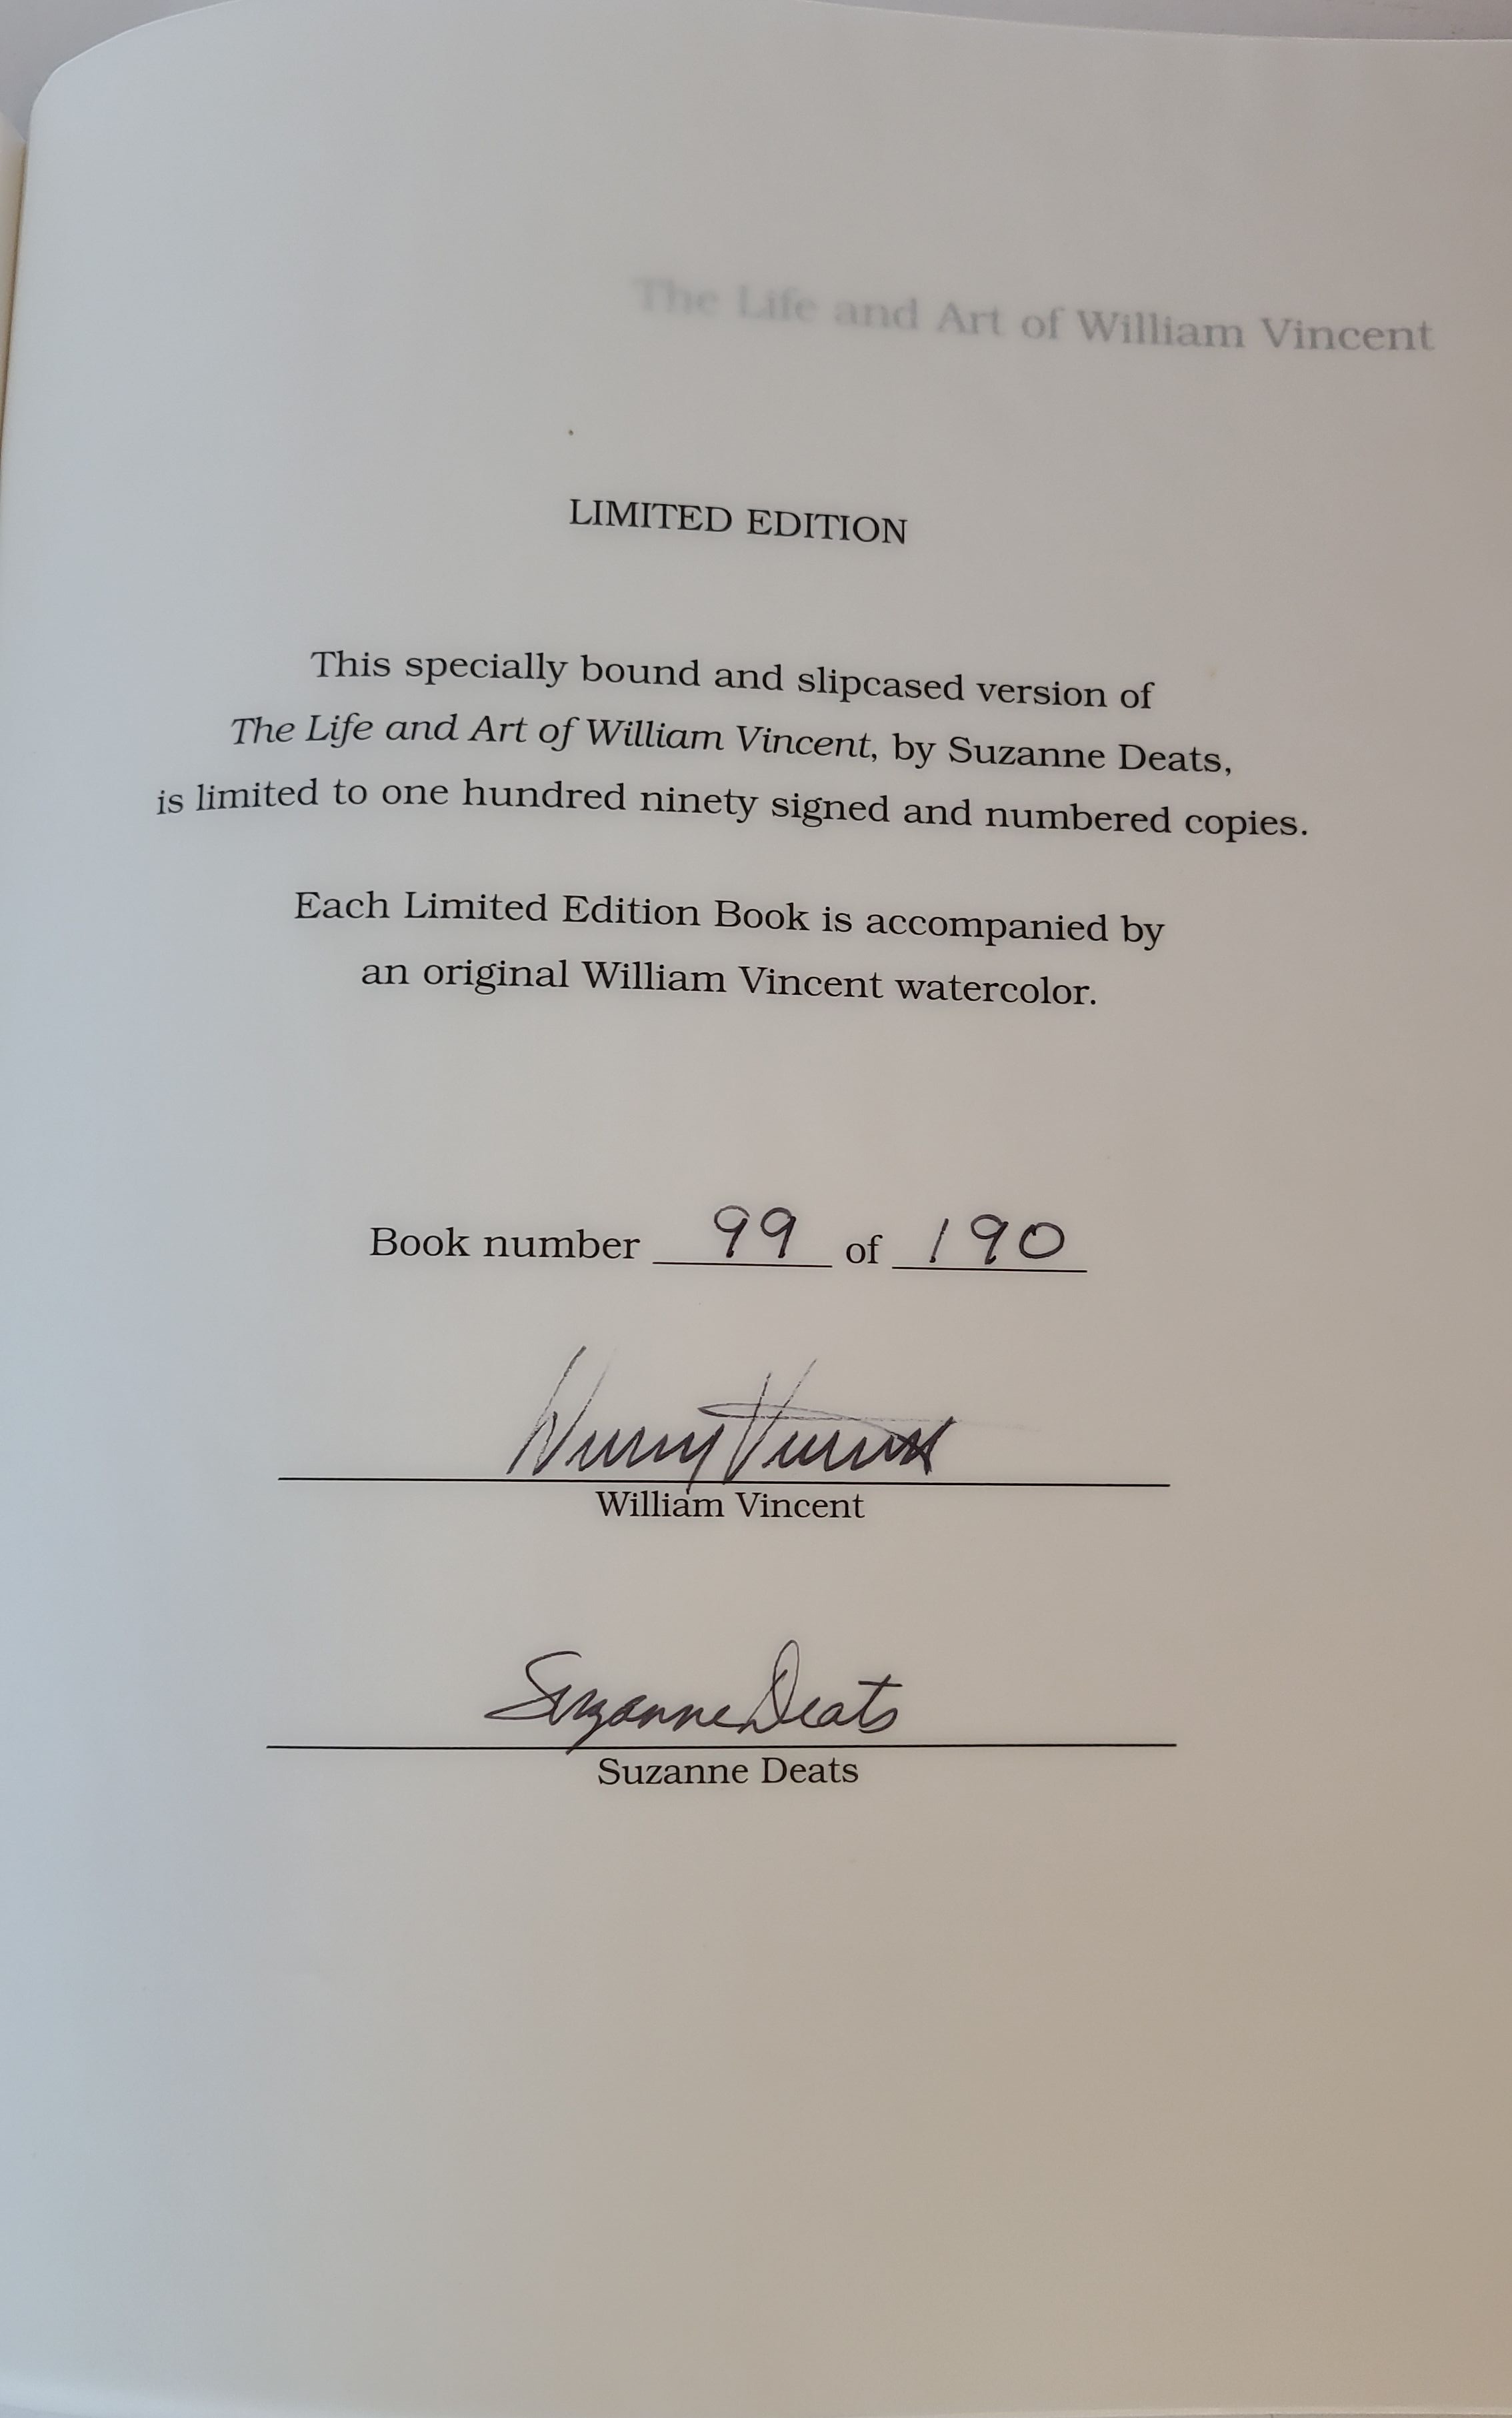 The Life and Art of William Vincent
LIMITED EDITION
This specially bound and slipcased version of
The Life and Art of William Vincent, by Suzanne Deats,
is limited to one hundred ninety signed and numbered copies.
Each Limited Edition Book is accompanied by
an original William Vincent watercolor.
Book number 99 of 190
Vincent
William Vincent
Suzanne Deats
Suzanne Deats